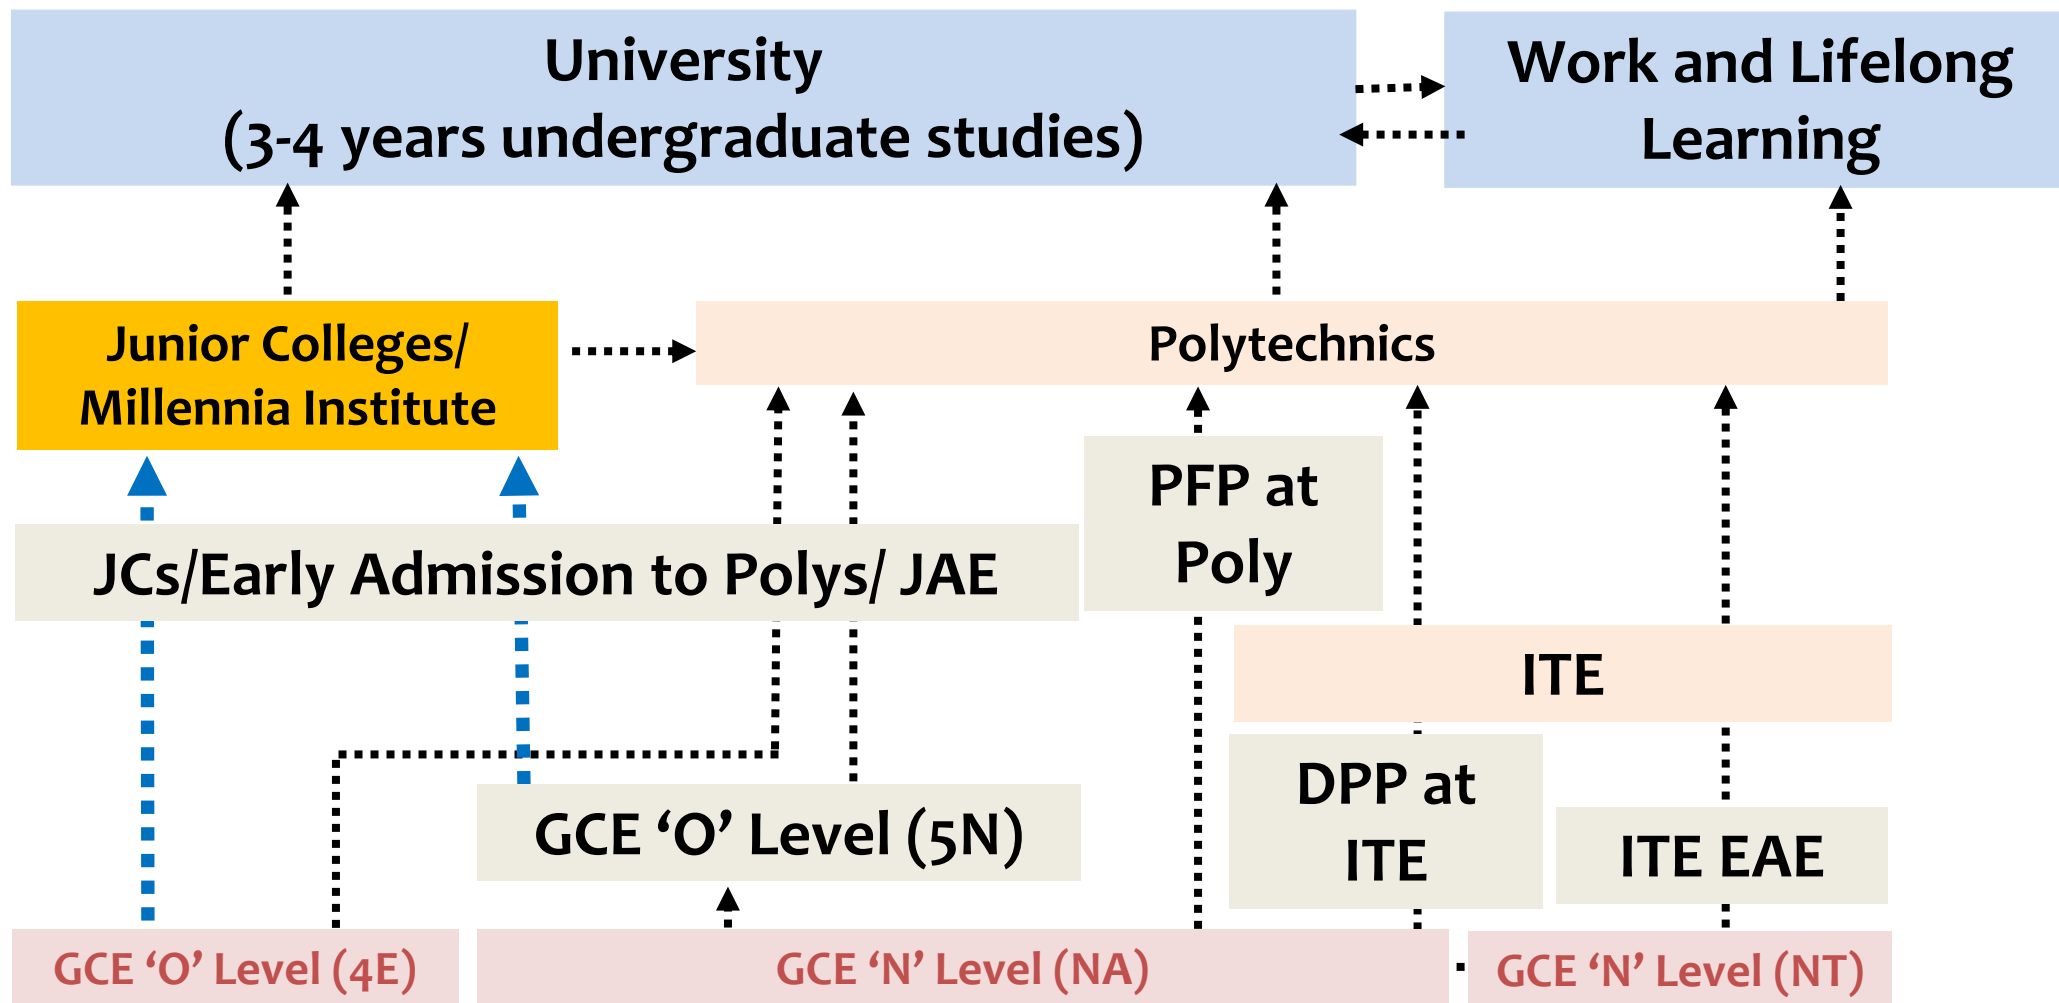 University
(3-4 years undergraduate studies)
Work and Lifelong
Learning
Junior Colleges/
Millennia Institute
Polytechnics
PFP at
Poly
JCs/Early Admission to Polys/ JAE
ITE
DPP at
ITE
GCE ‘O’ Level (5N)
ITE EAE
GCE ‘O’ Level (4E)
GCE ‘N’ Level (NA)
GCE ‘N’ Level (NT)